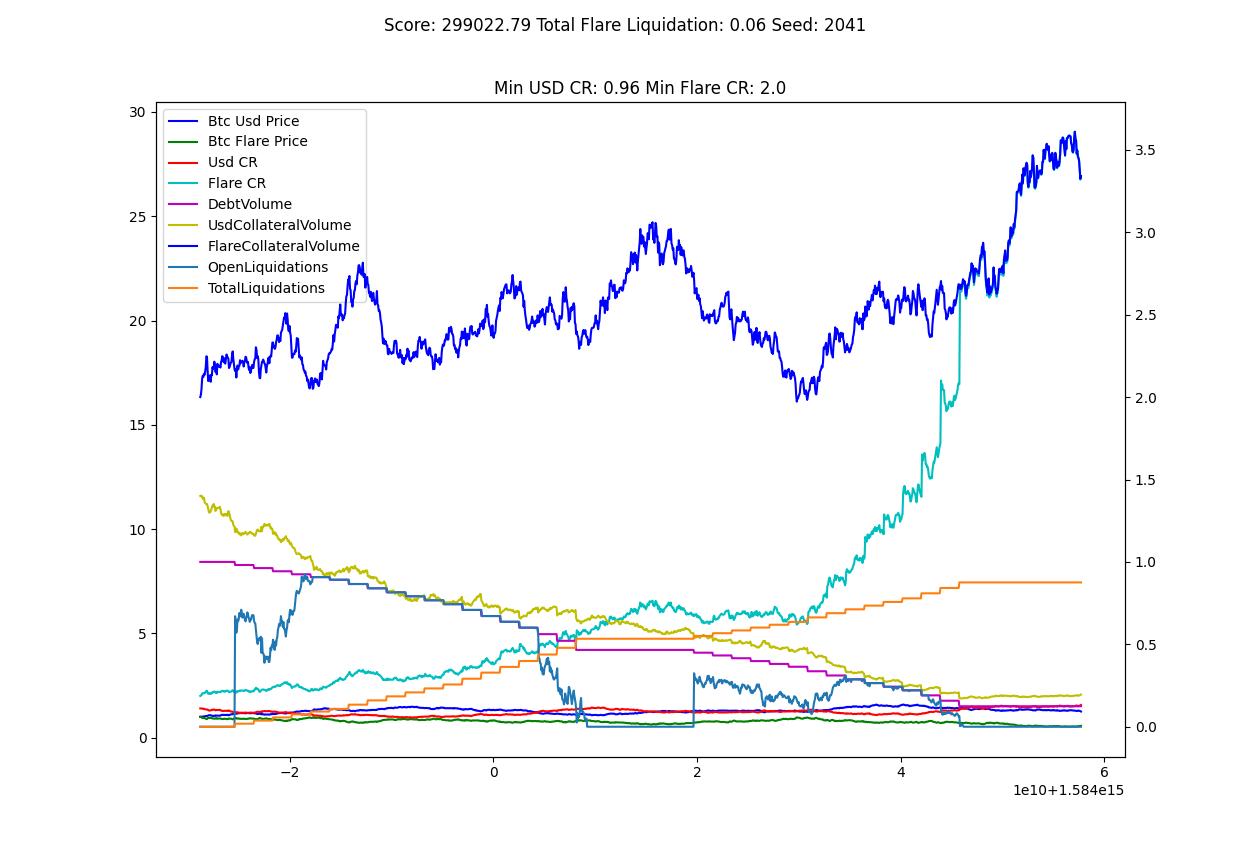 Score: 299022.79 Total Flare Liquidation: 0.06 Seed: 2041
Min USD CR: 0.96 Min Flare CR: 2.0
Btc Usd Price
Btc Flare Price
Usd CR
Flare CR
DebtVolume
UsdCollateralVolume
FlareCollateralVolume
OpenLiquidations
TotalLiquidations
30
25
20
15
10
5
0
3.5
3.0
2.5
2.0
1.5
1.0
0.5
0.0
−2
0
2
4
6
1e10+1.584e15